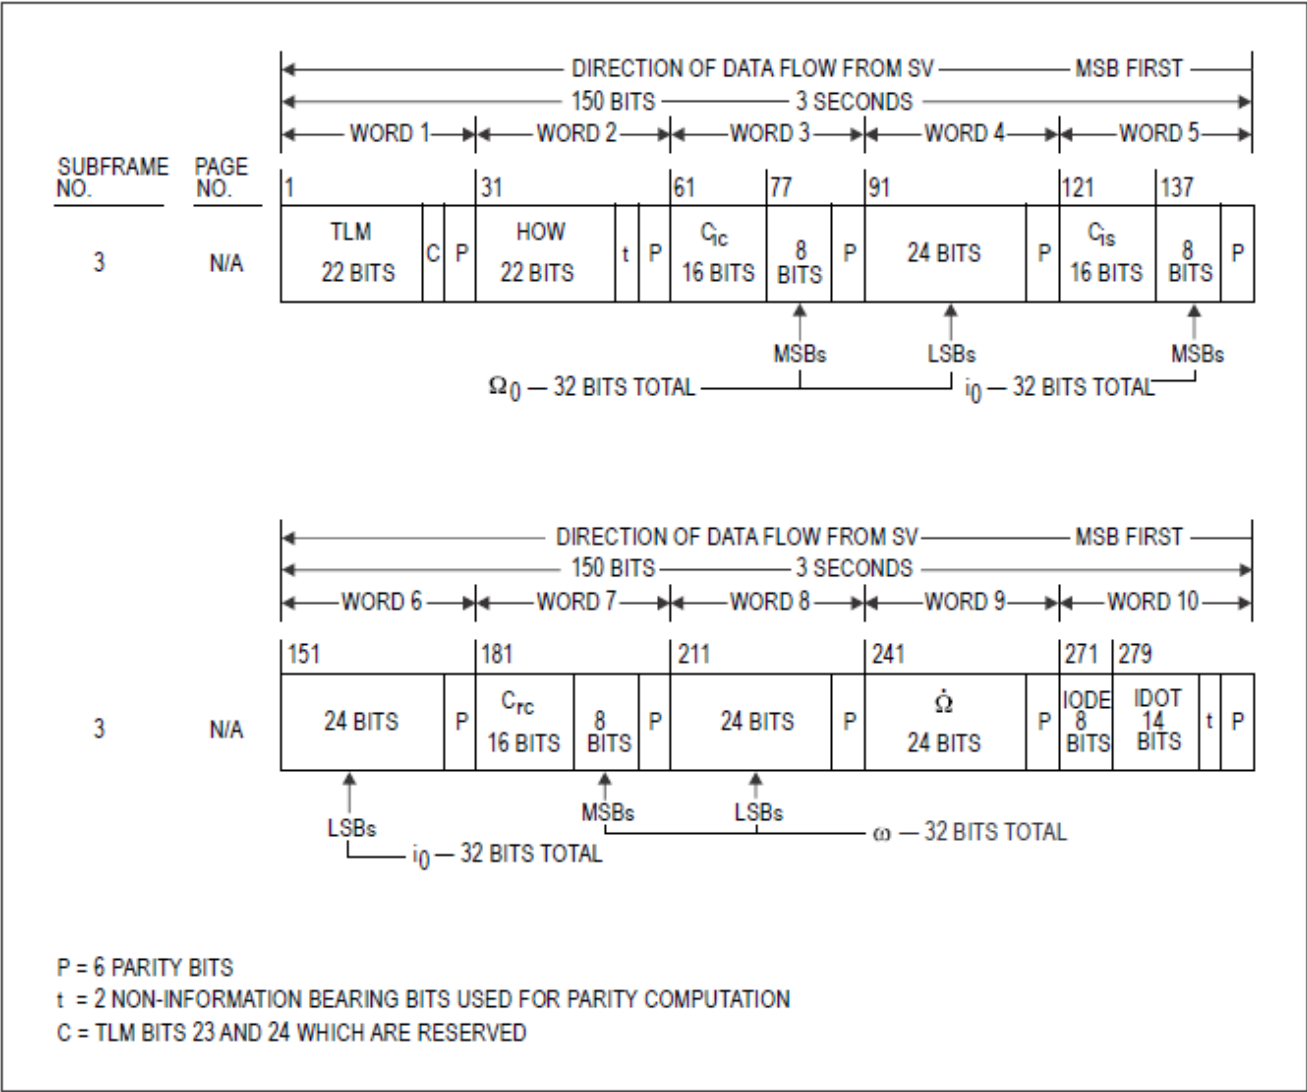 DIRECTION OF DATA FLOW FROM SV MSB FIRST
150 BITS 3 SECONDS
WORD 1 WORD 2 WORD 3 WORD 4 WORD 5
SUBFRAME PAGE
NO. NO.
1 31 61 77 91 121 137
TLM HOW Cic Cis
3 N/A 22 BITS C P 22 BITS t P 16 BITS 8 BITS P 24 BITS P 16 BITS 8 BITS P
MSBs LSBs MSBs
Ω0 — 32 BITS TOTAL i0 — 32 BITS TOTAL
DIRECTION OF DATA FLOW FROM SV MSB FIRST
150 BITS 3 SECONDS
WORD 6 WORD 7 WORD 8 WORD 9 WORD 10
151 181 211 241 271 279
Crc Ω̇ IODE IDOT
3 N/A 24 BITS P 16 BITS 8 BITS P 24 BITS P 24 BITS P 8 BITS 14 BITS t P
LSBs MSBs LSBs
i0 — 32 BITS TOTAL ω — 32 BITS TOTAL
P = 6 PARITY BITS
t = 2 NON-INFORMATION BEARING BITS USED FOR PARITY COMPUTATION
C = TLM BITS 23 AND 24 WHICH ARE RESERVED